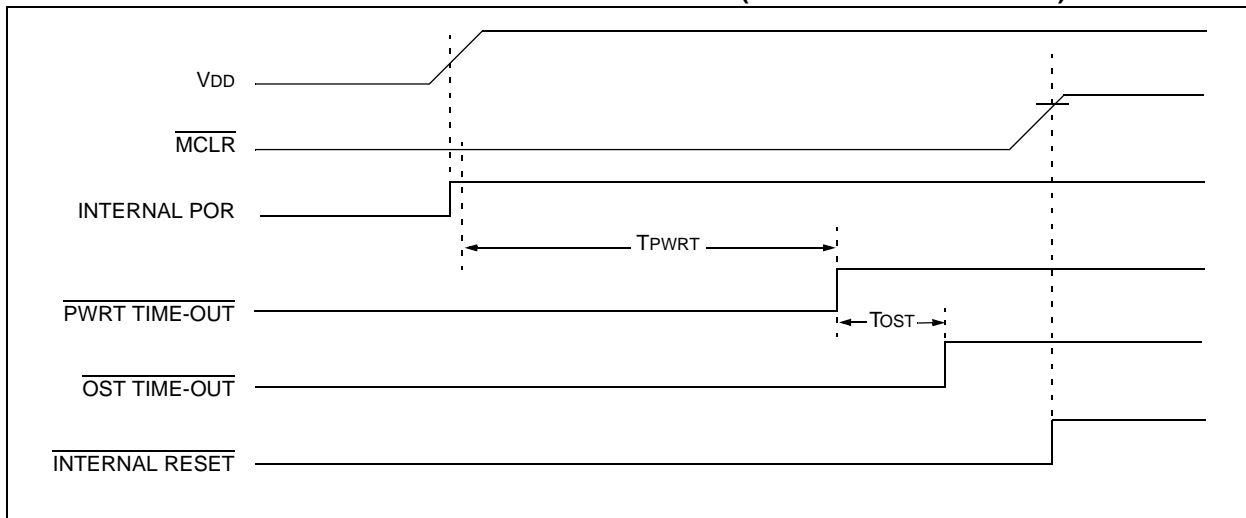 VDD
MCLR
INTERNAL POR
TPWRT
PWRT TIME-OUT
TOST
OST TIME-OUT
INTERNAL RESET